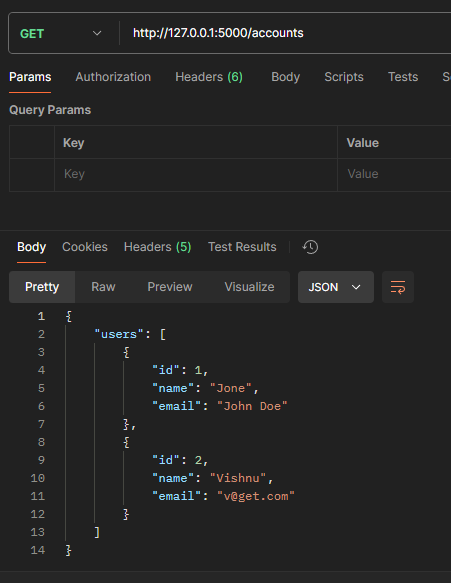 GET http://127.0.0.1:5000/accounts
Params Authorization Headers (6) Body Scripts Tests S
Query Params
Key Value
Key Value
Body Cookies Headers (5) Test Results
Pretty Raw Preview Visualize JSON
1 {
2 "users": [
3 {
4 "id": 1,
5 "name": "Jone",
6 "email": "John Doe"
7 },
8 {
9 "id": 2,
10 "name": "Vishnu",
11 "email": "v@get.com"
12 }
13 ]
14 }